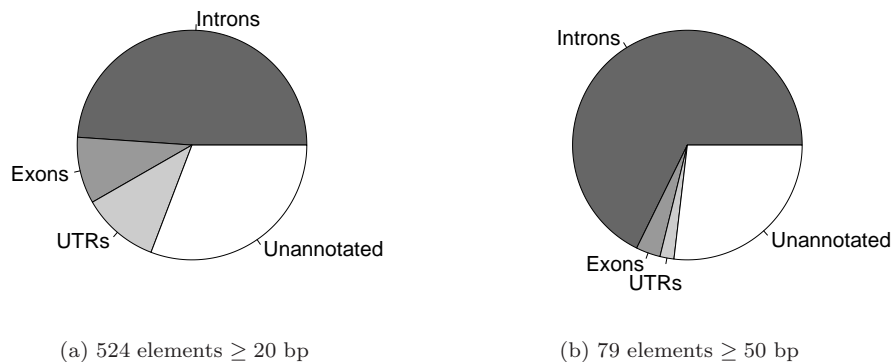 Introns
Exons
UTRs
Unannotated
(a) 524 elements ≥ 20 bp
Introns
Exons
UTRs
Unannotated
(b) 79 elements ≥ 50 bp